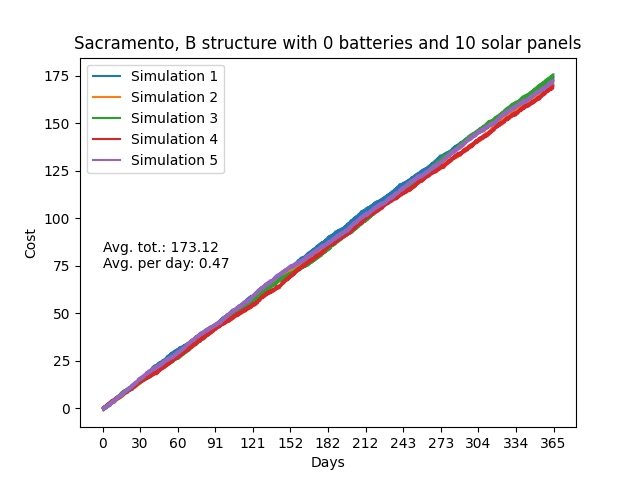 Sacramento, B structure with 0 batteries and 10 solar panels
Simulation 1
Simulation 2
Simulation 3
Simulation 4
Simulation 5
Avg. tot.: 173.12
Avg. per day: 0.47
Cost
175
150
125
100
75
50
25
0
0 30 60 91 121 152 182 212 243 273 304 334 365
Days